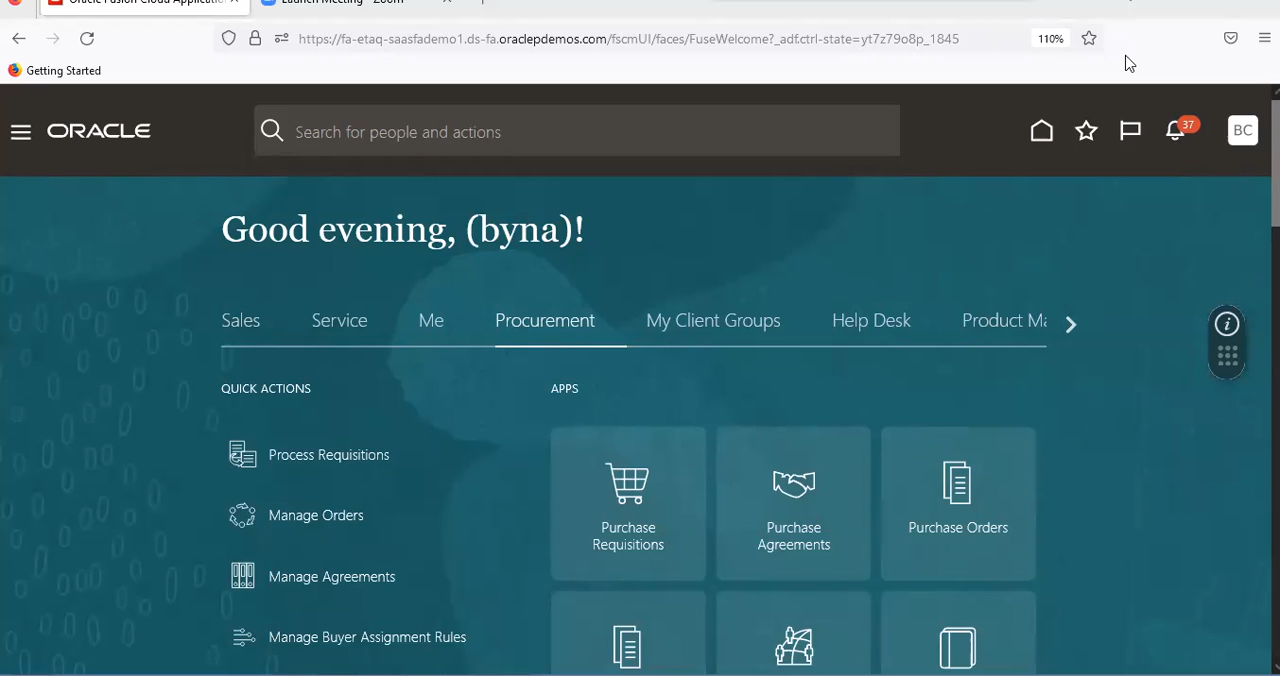 Oracle Fusion Cloud Applicatio
Launch Meeting - Zoom
https://fa-etaq-saasfademo1.ds-fa.oraclepdemos.com/fscmUI/faces/FuseWelcome?_adf.ctrl-state=yt7z79o8p_1845
110%
Getting Started
ORACLE
Search for people and actions
37
BC
Good evening, (byna)!
Sales Service Me Procurement My Client Groups Help Desk Product Ma
QUICK ACTIONS
APPS
Process Requisitions
Manage Orders
Manage Agreements
Manage Buyer Assignment Rules
Purchase
Requisitions
Purchase
Agreements
Purchase Orders